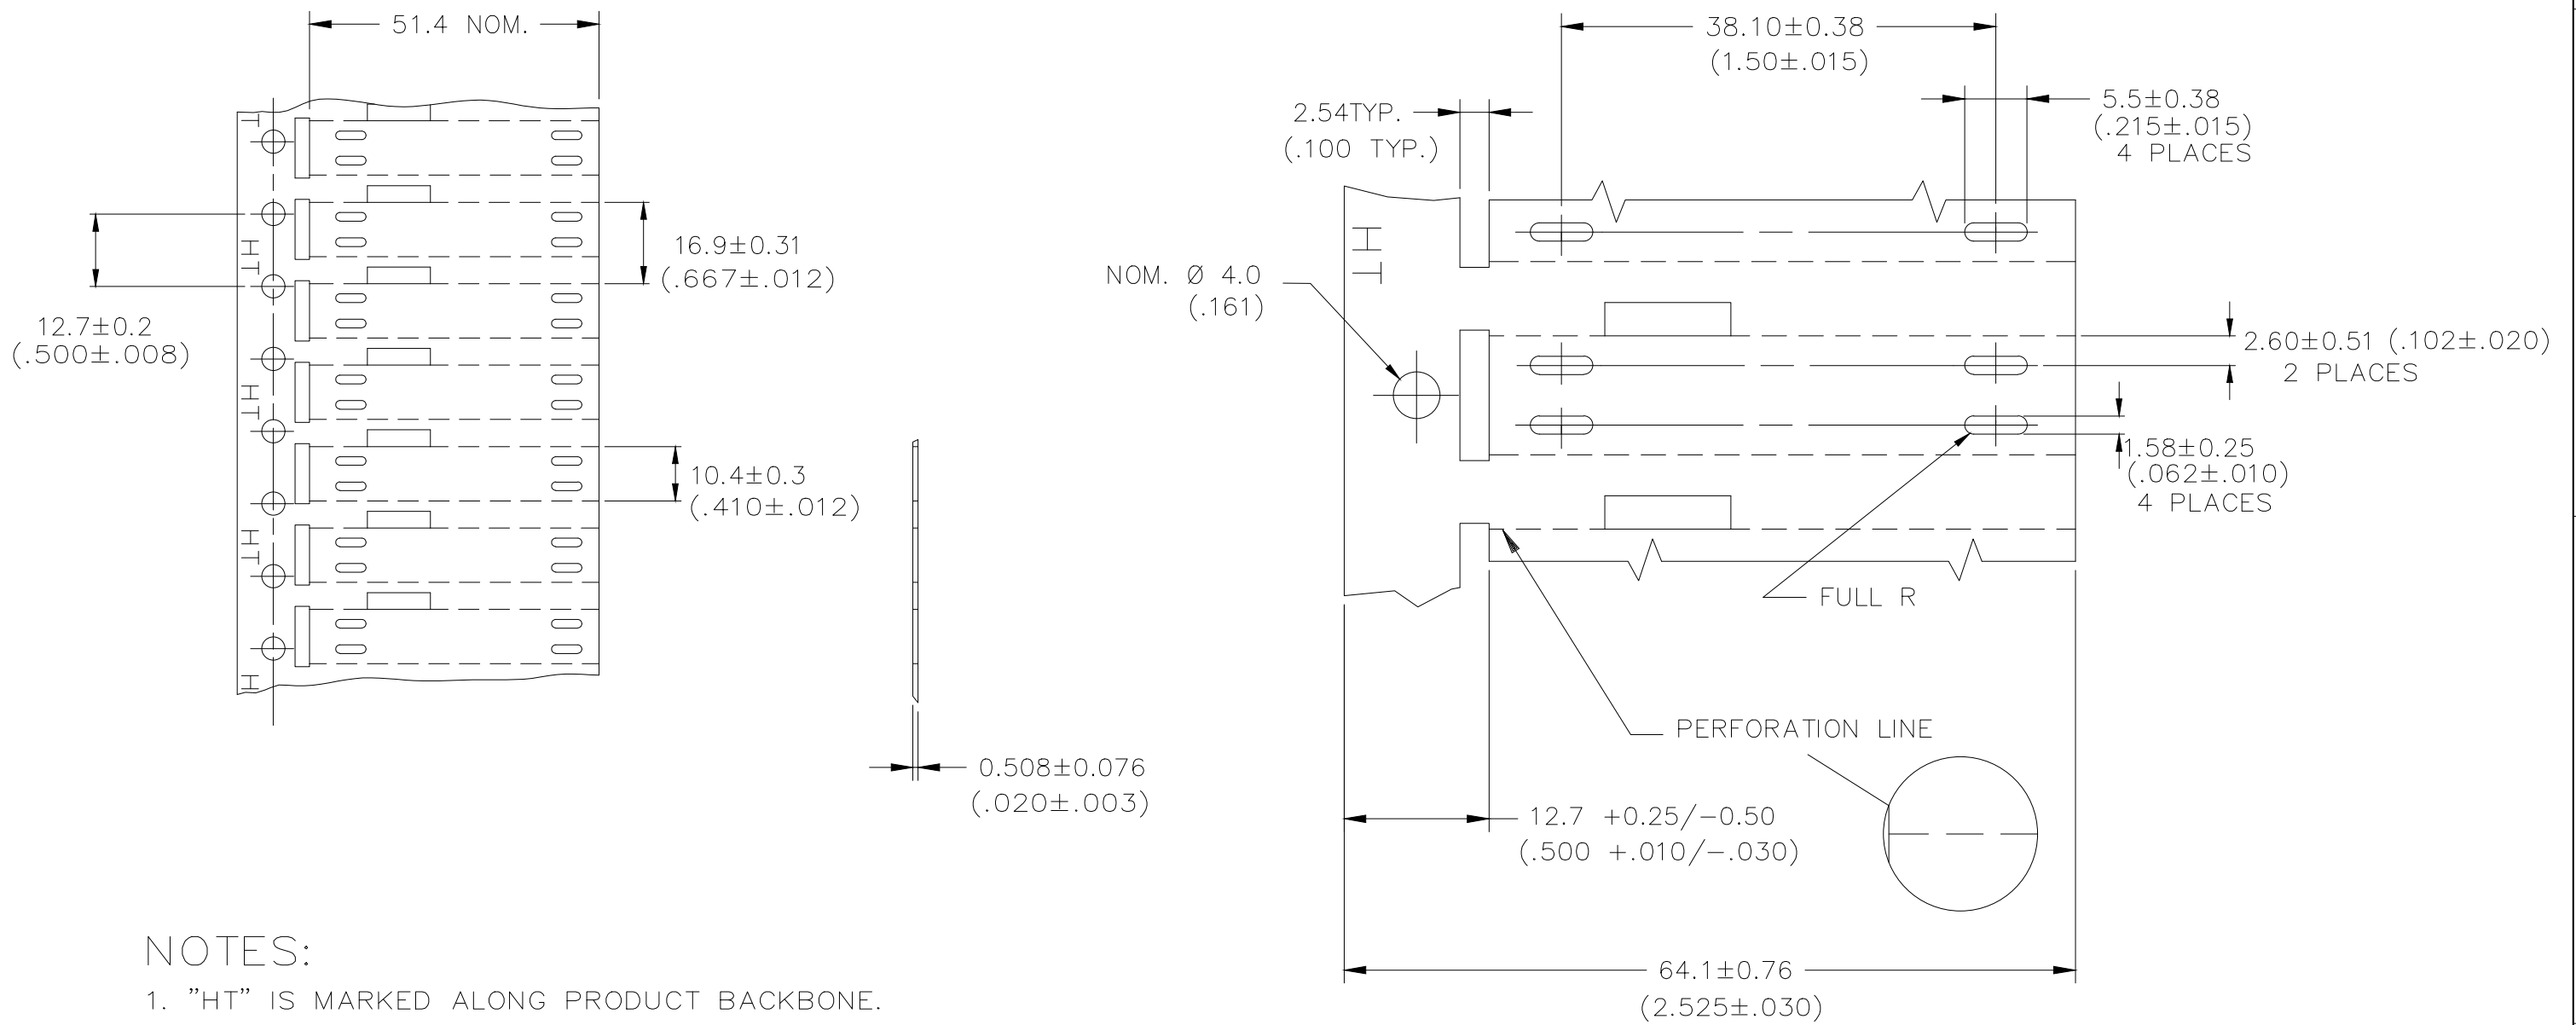 51.4 NOM.
16.9±0.31
(.667±.012)
12.7±0.2
(.500±.008)
10.4±0.3
(.410±.012)
T
HT
HT
HT
H
0.508±0.076
(.020±.003)
38.10±0.38
(1.50±.015)
2.54TYP.
(.100 TYP.)
5.5±0.38
(.215±.015)
4 PLACES
HT
NOM. Ø 4.0
(.161)
2.60±0.51 (.102±.020)
2 PLACES
1.58±0.25
(.062±.010)
4 PLACES
FULL R
PERFORATION LINE
12.7 +0.25/-0.50
(.500 +.010/-.030)
64.1±0.76
(2.525±.030)
NOTES:
1. "HT" IS MARKED ALONG PRODUCT BACKBONE.